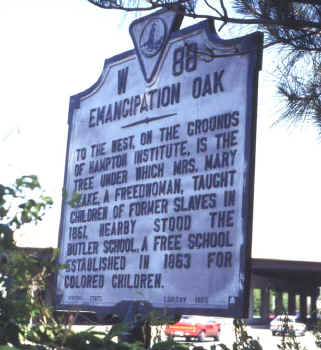 W 88
EMANCIPATION OAK
TO THE WEST, ON THE GROUNDS
OF HAMPTON INSTITUTE, IS THE
TREE UNDER WHICH MRS. MARY
PEAKE, A FREEDWOMAN, TAUGHT
CHILDREN OF FORMER SLAVES IN
1861. NEARBY STOOD THE
BUTLER SCHOOL, A FREE SCHOOL
ESTABLISHED IN 1863 FOR
COLORED CHILDREN.